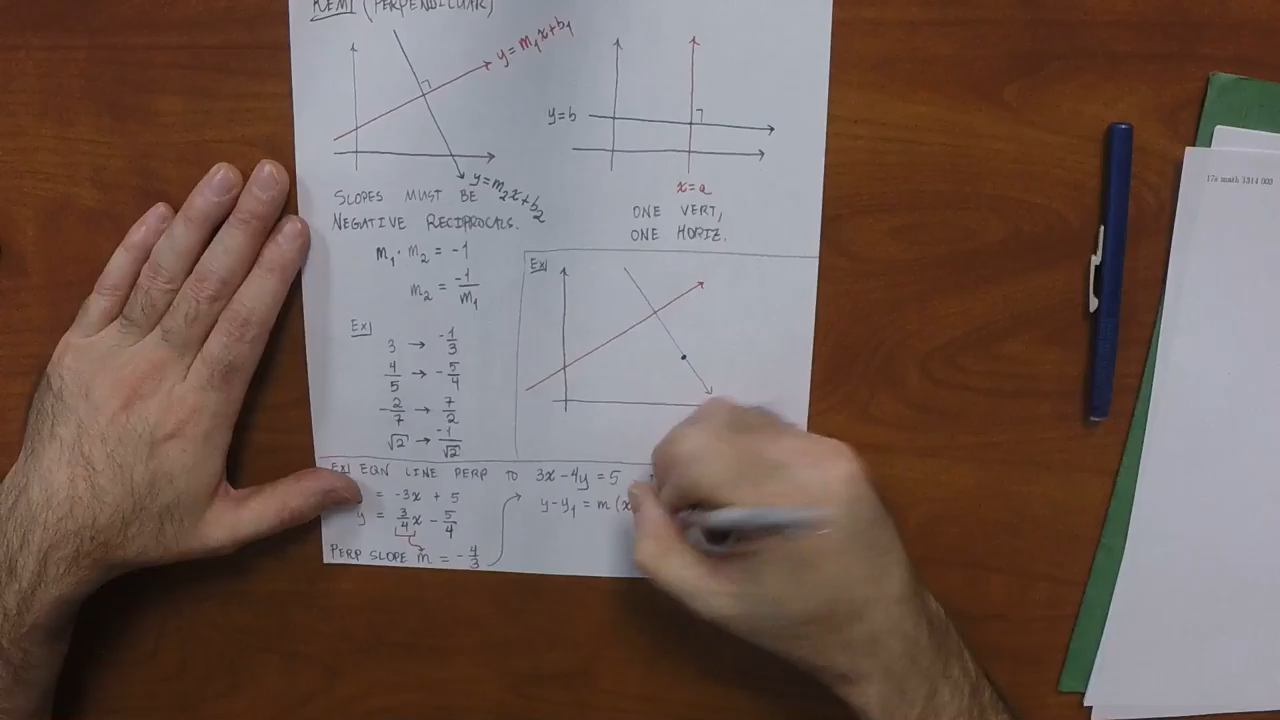 REM] (PERPENDICULAR)
y=m₁x+b₁
y=m₂x+b₂
SLOPES MUST BE
NEGATIVE RECIPROCALS.
m₁·m₂ = -1
m₂ = -1/m₁
y=b
x=a
ONE VERT,
ONE HORIZ.
Ex]
3 → -1/3
4/5 → -5/4
-2/7 → 7/2
√2 → -1/√2
Ex]
Ex] EQN LINE PERP TO 3x-4y=5
= -3x + 5
y = 3/4x - 5/4
PERP SLOPE m = -4/3
y-y₁ = m(x
17s math 1314 003